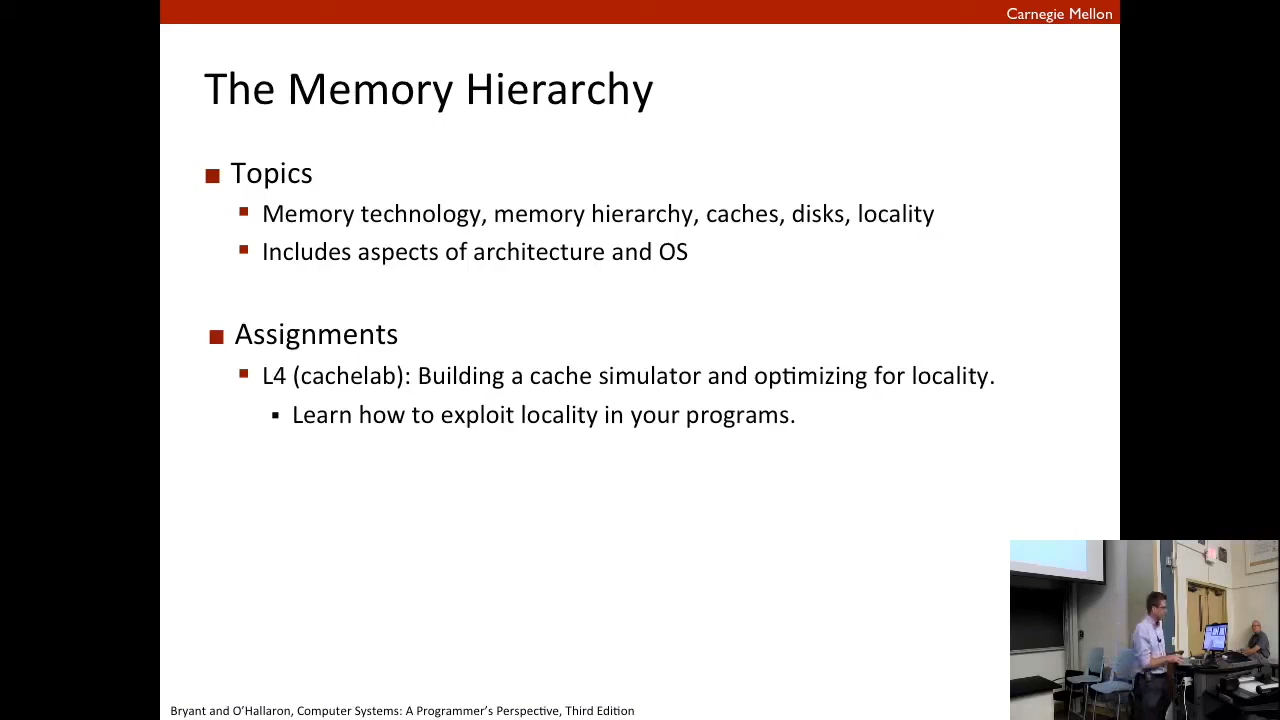 Carnegie Mellon
The Memory Hierarchy
Topics
Memory technology, memory hierarchy, caches, disks, locality
Includes aspects of architecture and OS
Assignments
L4 (cachelab): Building a cache simulator and optimizing for locality.
Learn how to exploit locality in your programs.
Bryant and O'Hallaron, Computer Systems: A Programmer's Perspective, Third Edition